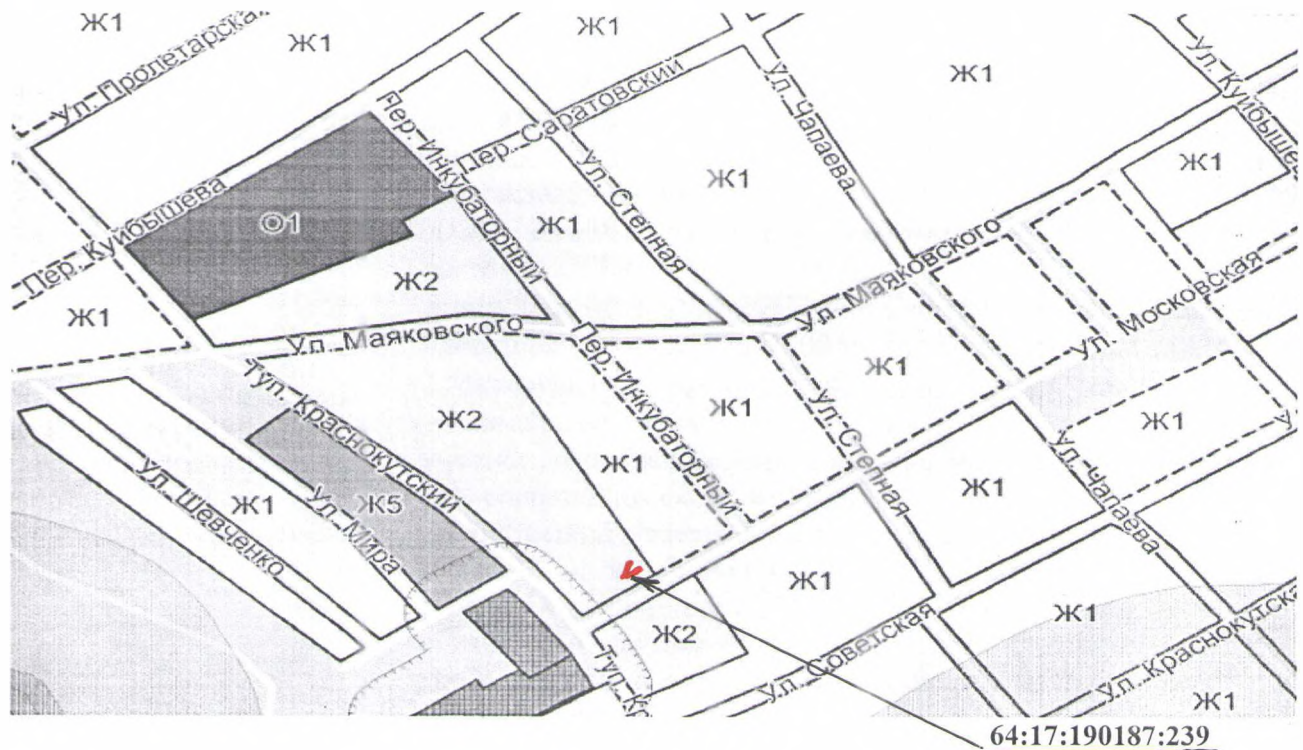 Ж1
Ж1
Ж1
Ж1
Ул. Пролетарская
Пер. Саратовский
ул. Чапаева
Ул. Куйбышева
Пер. Инкубаторный
ул. Степная
Ж1
Ж1
О1
Пер. Куйбышева
Ж1
Ж2
Ж1
Ул. Маяковского
Ул. Маяковского
ул. Московская
Пер. Инкубаторный
Ж1
Туп. Краснокутский
Ж2
Ж1
ул. Степная
Ж1
Ж1
ул. Чапаева
Ж1
Ж5
Ж1
Ул. Мира
Ул. Шевченко
Ж1
Ж2
Ж1
Ул. Советская
Ул. Краснокутска
Туп. К
Ж1
64:17:190187:239